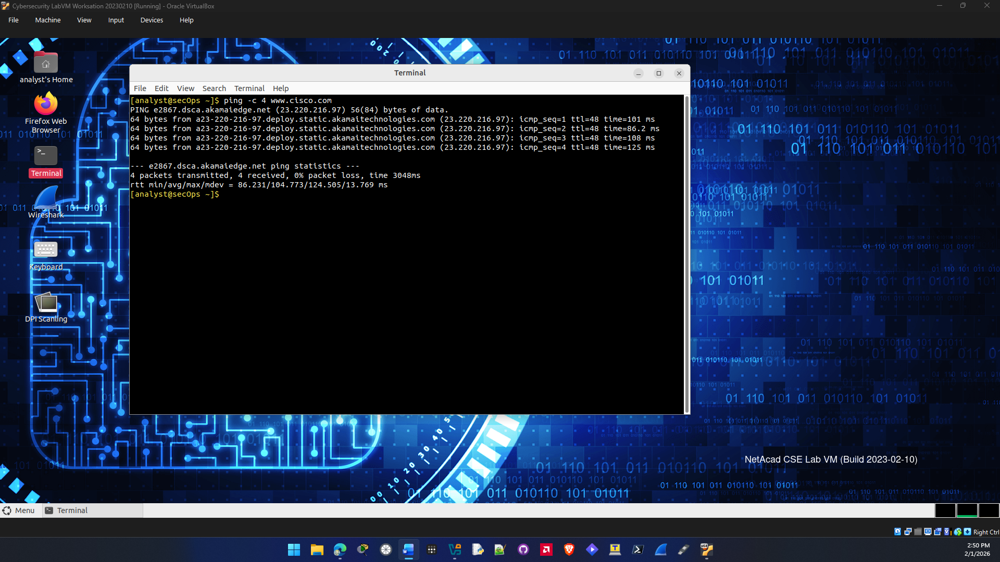 Cybersecurity LabVM Worksation 20230210 [Running] - Oracle VirtualBox
File Machine View Input Devices Help
analyst's Home
Firefox Web
Browser
Terminal
Wireshark
Keyboard
DPI Scanling
Terminal
File Edit View Search Terminal Help
[analyst@secOps ~]$ ping -c 4 www.cisco.com
PING e2867.dsca.akamaiedge.net (23.220.216.97) 56(84) bytes of data.
64 bytes from a23-220-216-97.deploy.static.akamaitechnologies.com (23.220.216.97): icmp_seq=1 ttl=48 time=101 ms
64 bytes from a23-220-216-97.deploy.static.akamaitechnologies.com (23.220.216.97): icmp_seq=2 ttl=48 time=86.2 ms
64 bytes from a23-220-216-97.deploy.static.akamaitechnologies.com (23.220.216.97): icmp_seq=3 ttl=48 time=108 ms
64 bytes from a23-220-216-97.deploy.static.akamaitechnologies.com (23.220.216.97): icmp_seq=4 ttl=48 time=125 ms
--- e2867.dsca.akamaiedge.net ping statistics ---
4 packets transmitted, 4 received, 0% packet loss, time 3048ms
rtt min/avg/max/mdev = 86.231/104.773/124.505/13.769 ms
[analyst@secOps ~]$
NetAcad CSE Lab VM (Build 2023-02-10)
Menu Terminal
Right Ctrl
2:50 PM
2/1/2026